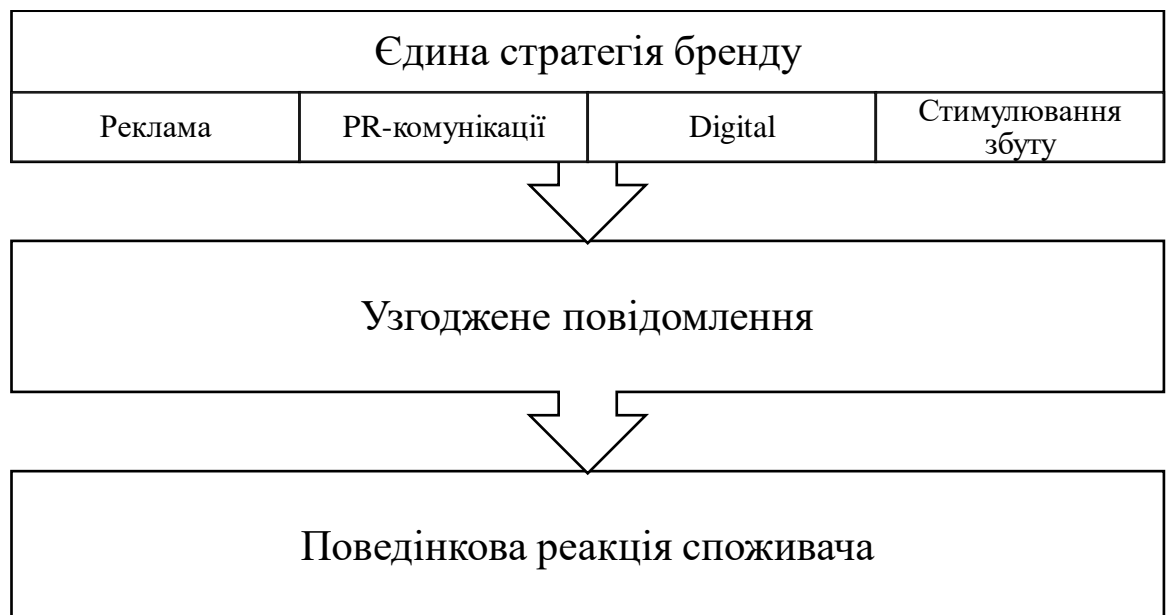 Єдина стратегія бренду
Реклама
PR-комунікації
Digital
Стимулювання
збуту
Узгоджене повідомлення
Поведінкова реакція споживача